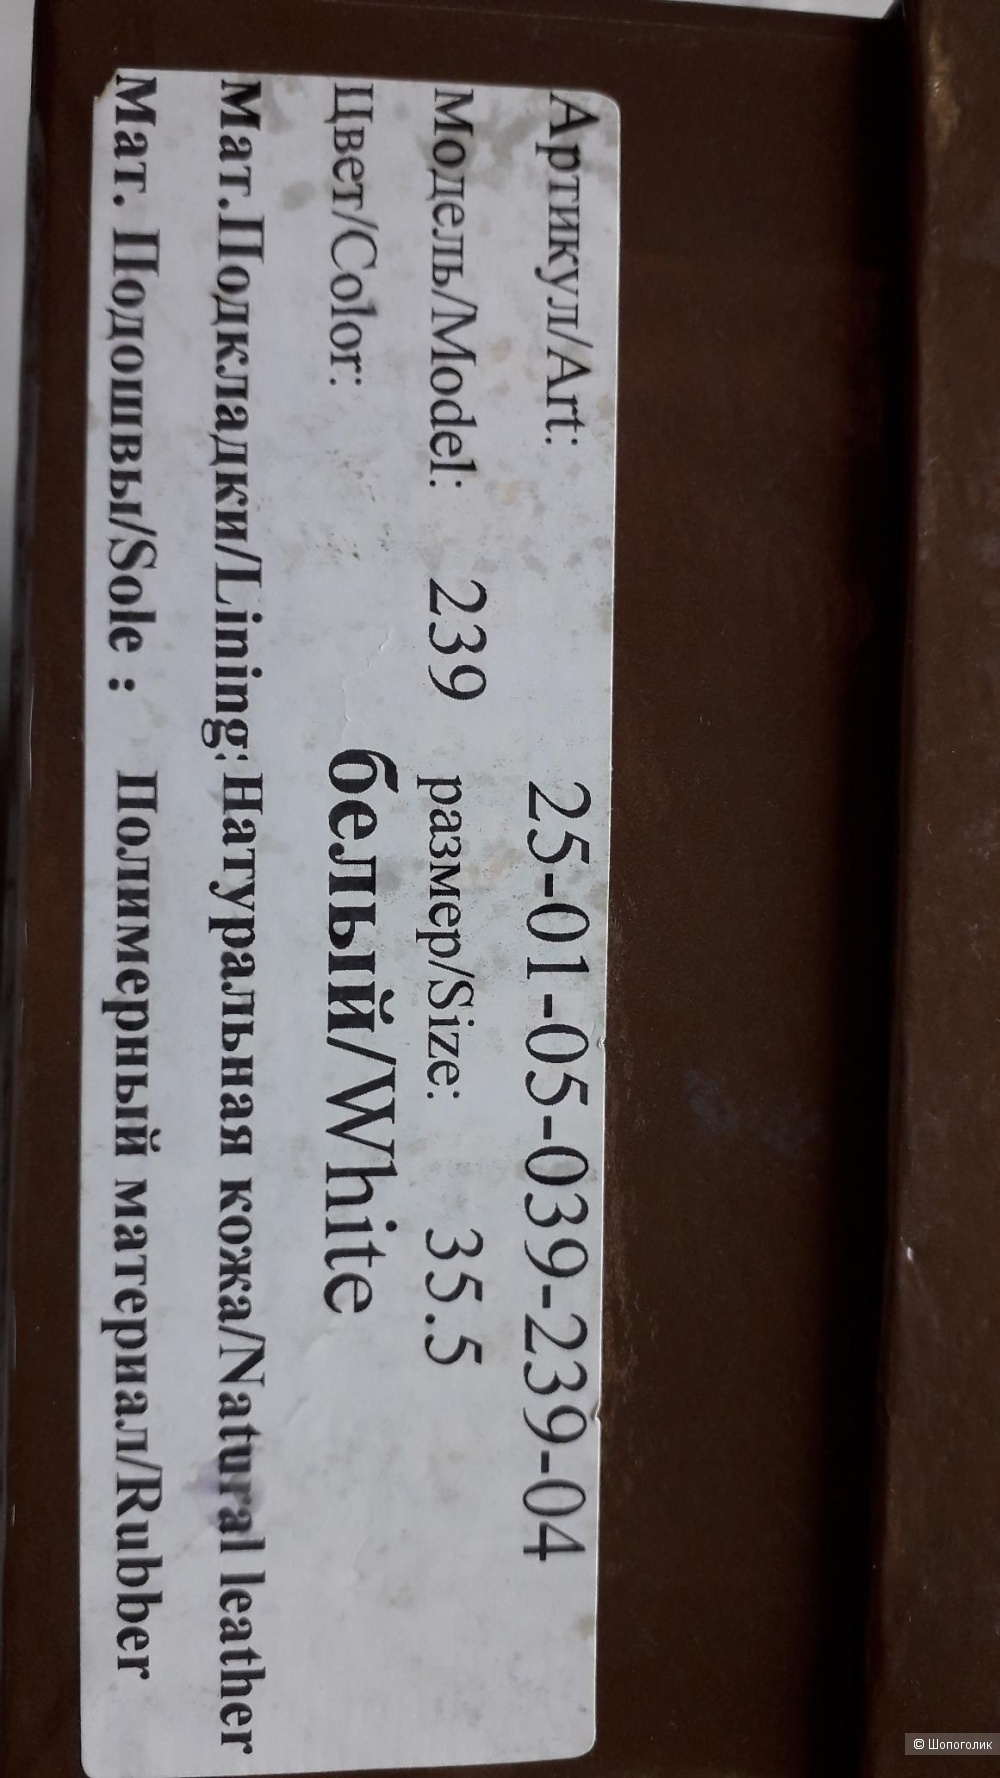 Артикул/Art: 25-01-05-039-239-04
Модель/Model: 239 размер/Size: 35.5
Цвет/Color: белый/White
Мат.Подкладки/Lining: Натуральная кожа/Natural leather
Мат. Подошвы/Sole : Полимерный материал/Rubber
© Шопоголик